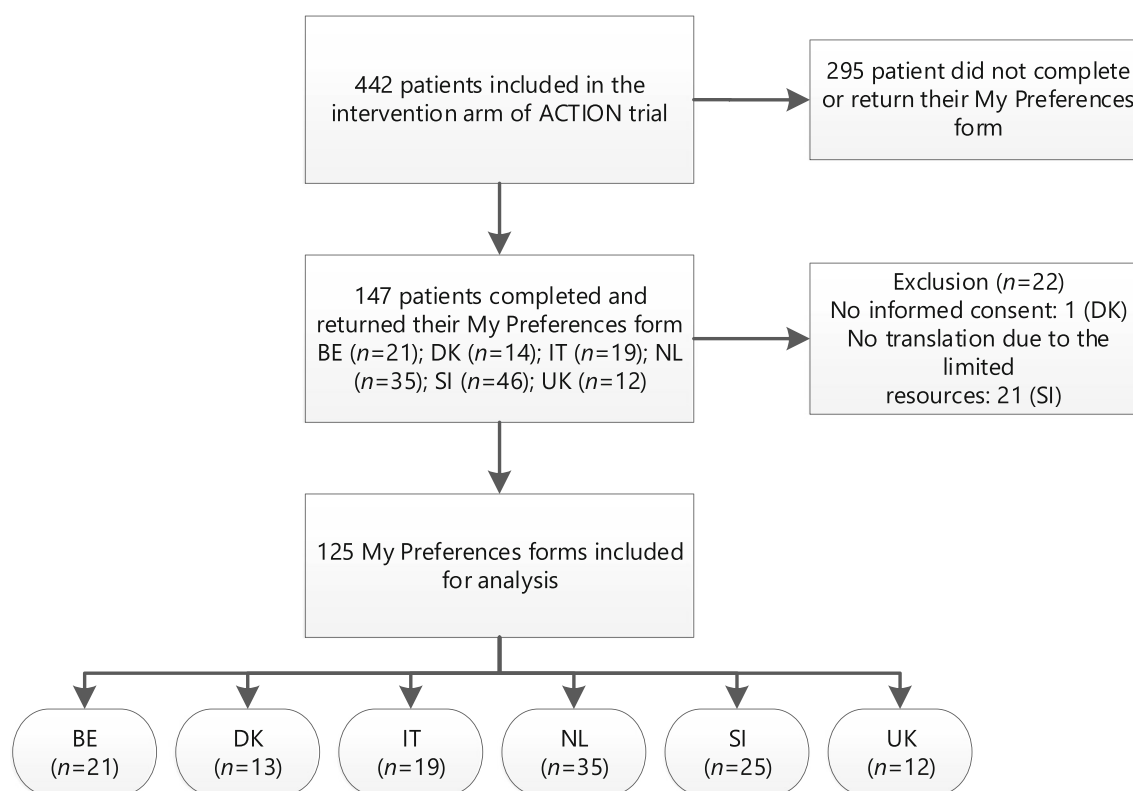 442 patients included in the
intervention arm of ACTION trial
295 patient did not complete
or return their My Preferences
form
147 patients completed and
returned their My Preferences form
BE (n=21); DK (n=14); IT (n=19); NL
(n=35); SI (n=46); UK (n=12)
Exclusion (n=22)
No informed consent: 1 (DK)
No translation due to the
limited
resources: 21 (SI)
125 My Preferences forms included
for analysis
BE
(n=21)
DK
(n=13)
IT
(n=19)
NL
(n=35)
SI
(n=25)
UK
(n=12)